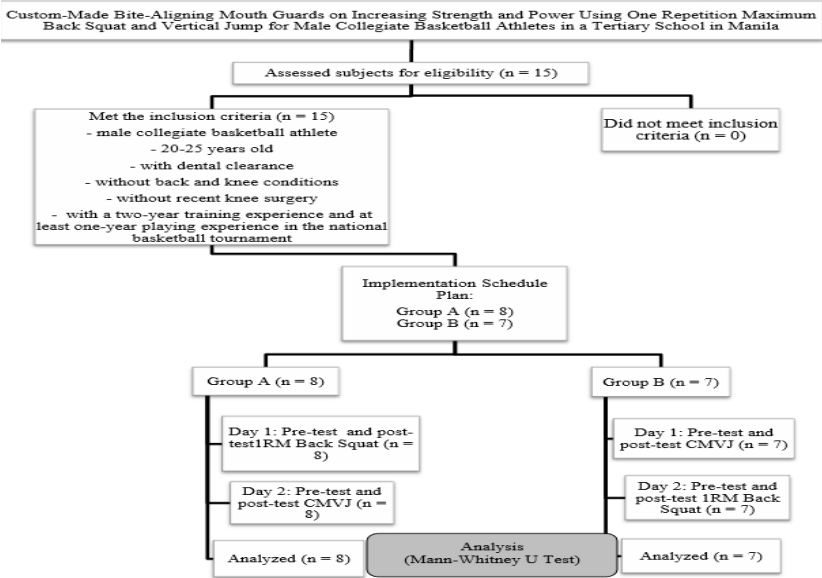 Custom-Made Bite-Aligning Mouth Guards on Increasing Strength and Power Using One Repetition Maximum
Back Squat and Vertical Jump for Male Collegiate Basketball Athletes in a Tertiary School in Manila
Assessed subjects for eligibility (n = 15)
Met the inclusion criteria (n = 15)
- male collegiate basketball athlete
- 20-25 years old
- with dental clearance
- without back and knee conditions
- without recent knee surgery
- with a two-year training experience and at
least one-year playing experience in the national
basketball tournament
Did not meet inclusion
criteria (n = 0)
Implementation Schedule
Plan:
Group A (n = 8)
Group B (n = 7)
Group A (n = 8)
Day 1: Pre-test and post-
test1RM Back Squat (n =
8)
Day 2: Pre-test and
post-test CMVJ (n =
8)
Analyzed (n = 8)
Group B (n = 7)
Day 1: Pre-test and
post-test CMVJ (n = 7)
Day 2: Pre-test and
post-test 1RM Back
Squat (n = 7)
Analyzed (n = 7)
Analysis
(Mann-Whitney U Test)